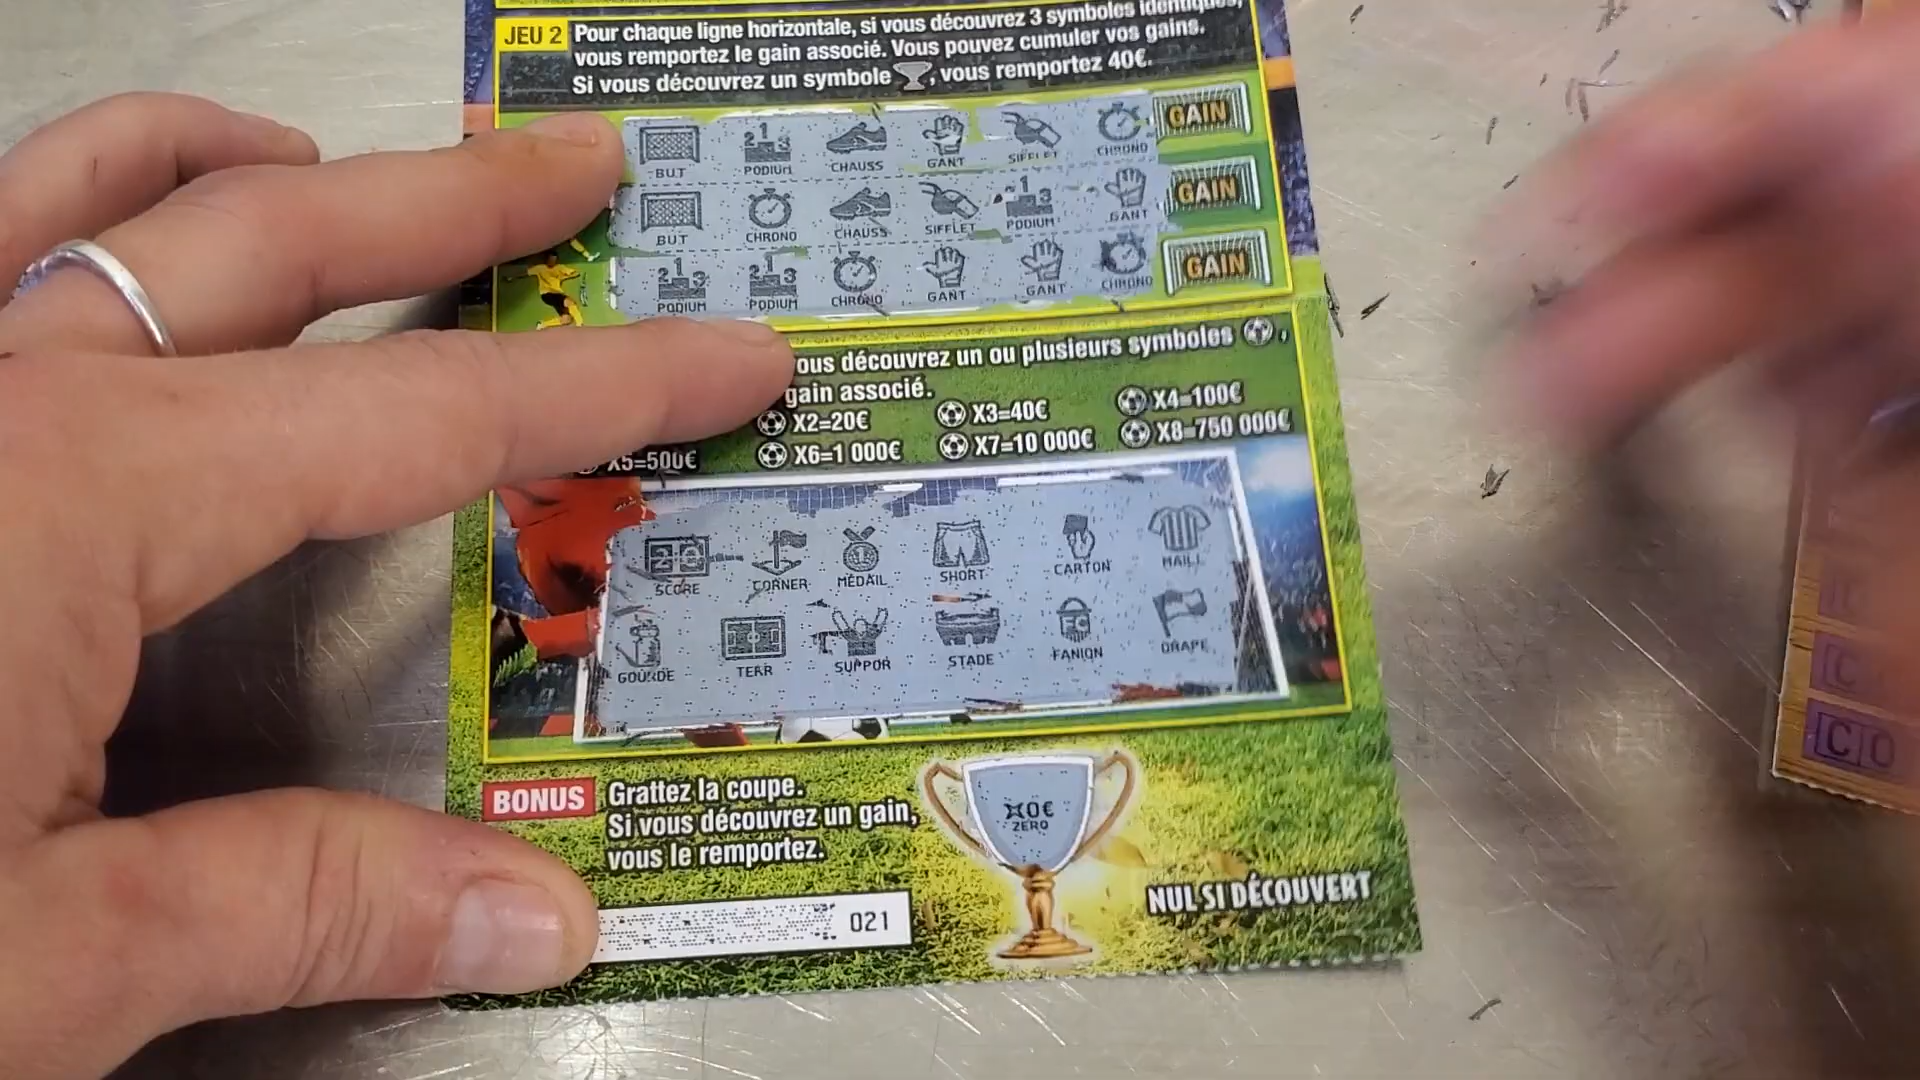 JEU 2 Pour chaque ligne horizontale, si vous découvrez 3 symboles identiques,
vous remportez le gain associé. Vous pouvez cumuler vos gains.
Si vous découvrez un symbole , vous remportez 40€.
BUT PODIUM CHAUSS GANT SIFFLET CHRONO GAIN
BUT CHRONO CHAUSS SIFFLET PODIUM GANT GAIN
PODIUM PODIUM CHRONO GANT GANT CHRONO GAIN
ous découvrez un ou plusieurs symboles ,
gain associé.
X2=20€ X3=40€ X4=100€
X5=500€ X6=1 000€ X7=10 000€ X8=750 000€
SCORE CORNER MEDAIL SHORT CARTON MAILL
GOURDE TERR SUPPOR STADE FANION DRAPE
BONUS Grattez la coupe.
Si vous découvrez un gain,
vous le remportez.
0€
ZERO
NUL SI DÉCOUVERT
021